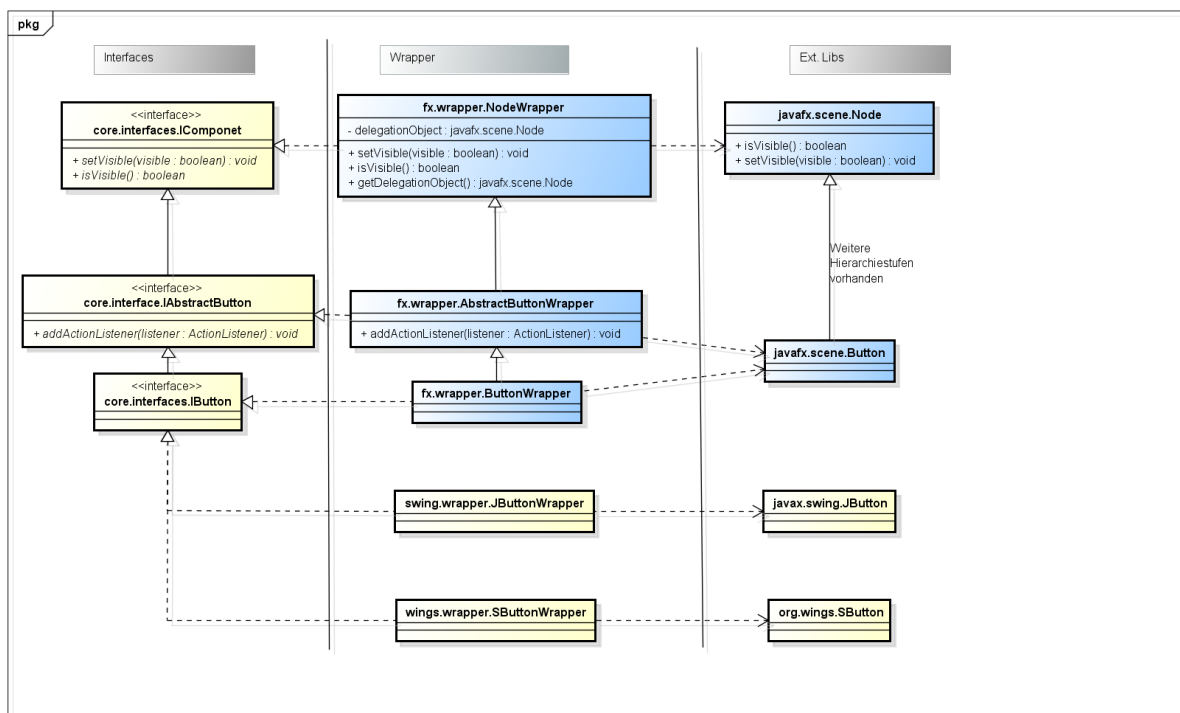 pkg
Interfaces
Wrapper
Ext. Libs
<<interface>>
core.interfaces.IComponet
+ setVisible(visible : boolean) : void
+ isVisible() : boolean
fx.wrapper.NodeWrapper
- delegationObject : javafx.scene.Node
+ setVisible(visible : boolean) : void
+ isVisible() : boolean
+ getDelegationObject() : javafx.scene.Node
javafx.scene.Node
+ isVisible() : boolean
+ setVisible(visible : boolean) : void
Weitere
Hierarchiestufen
vorhanden
<<interface>>
core.interface.IAbstractButton
+ addActionListener(listener : ActionListener) : void
fx.wrapper.AbstractButtonWrapper
+ addActionListener(listener : ActionListener) : void
javafx.scene.Button
<<interface>>
core.interfaces.IButton
fx.wrapper.ButtonWrapper
swing.wrapper.JButtonWrapper
javax.swing.JButton
wings.wrapper.SButtonWrapper
org.wings.SButton